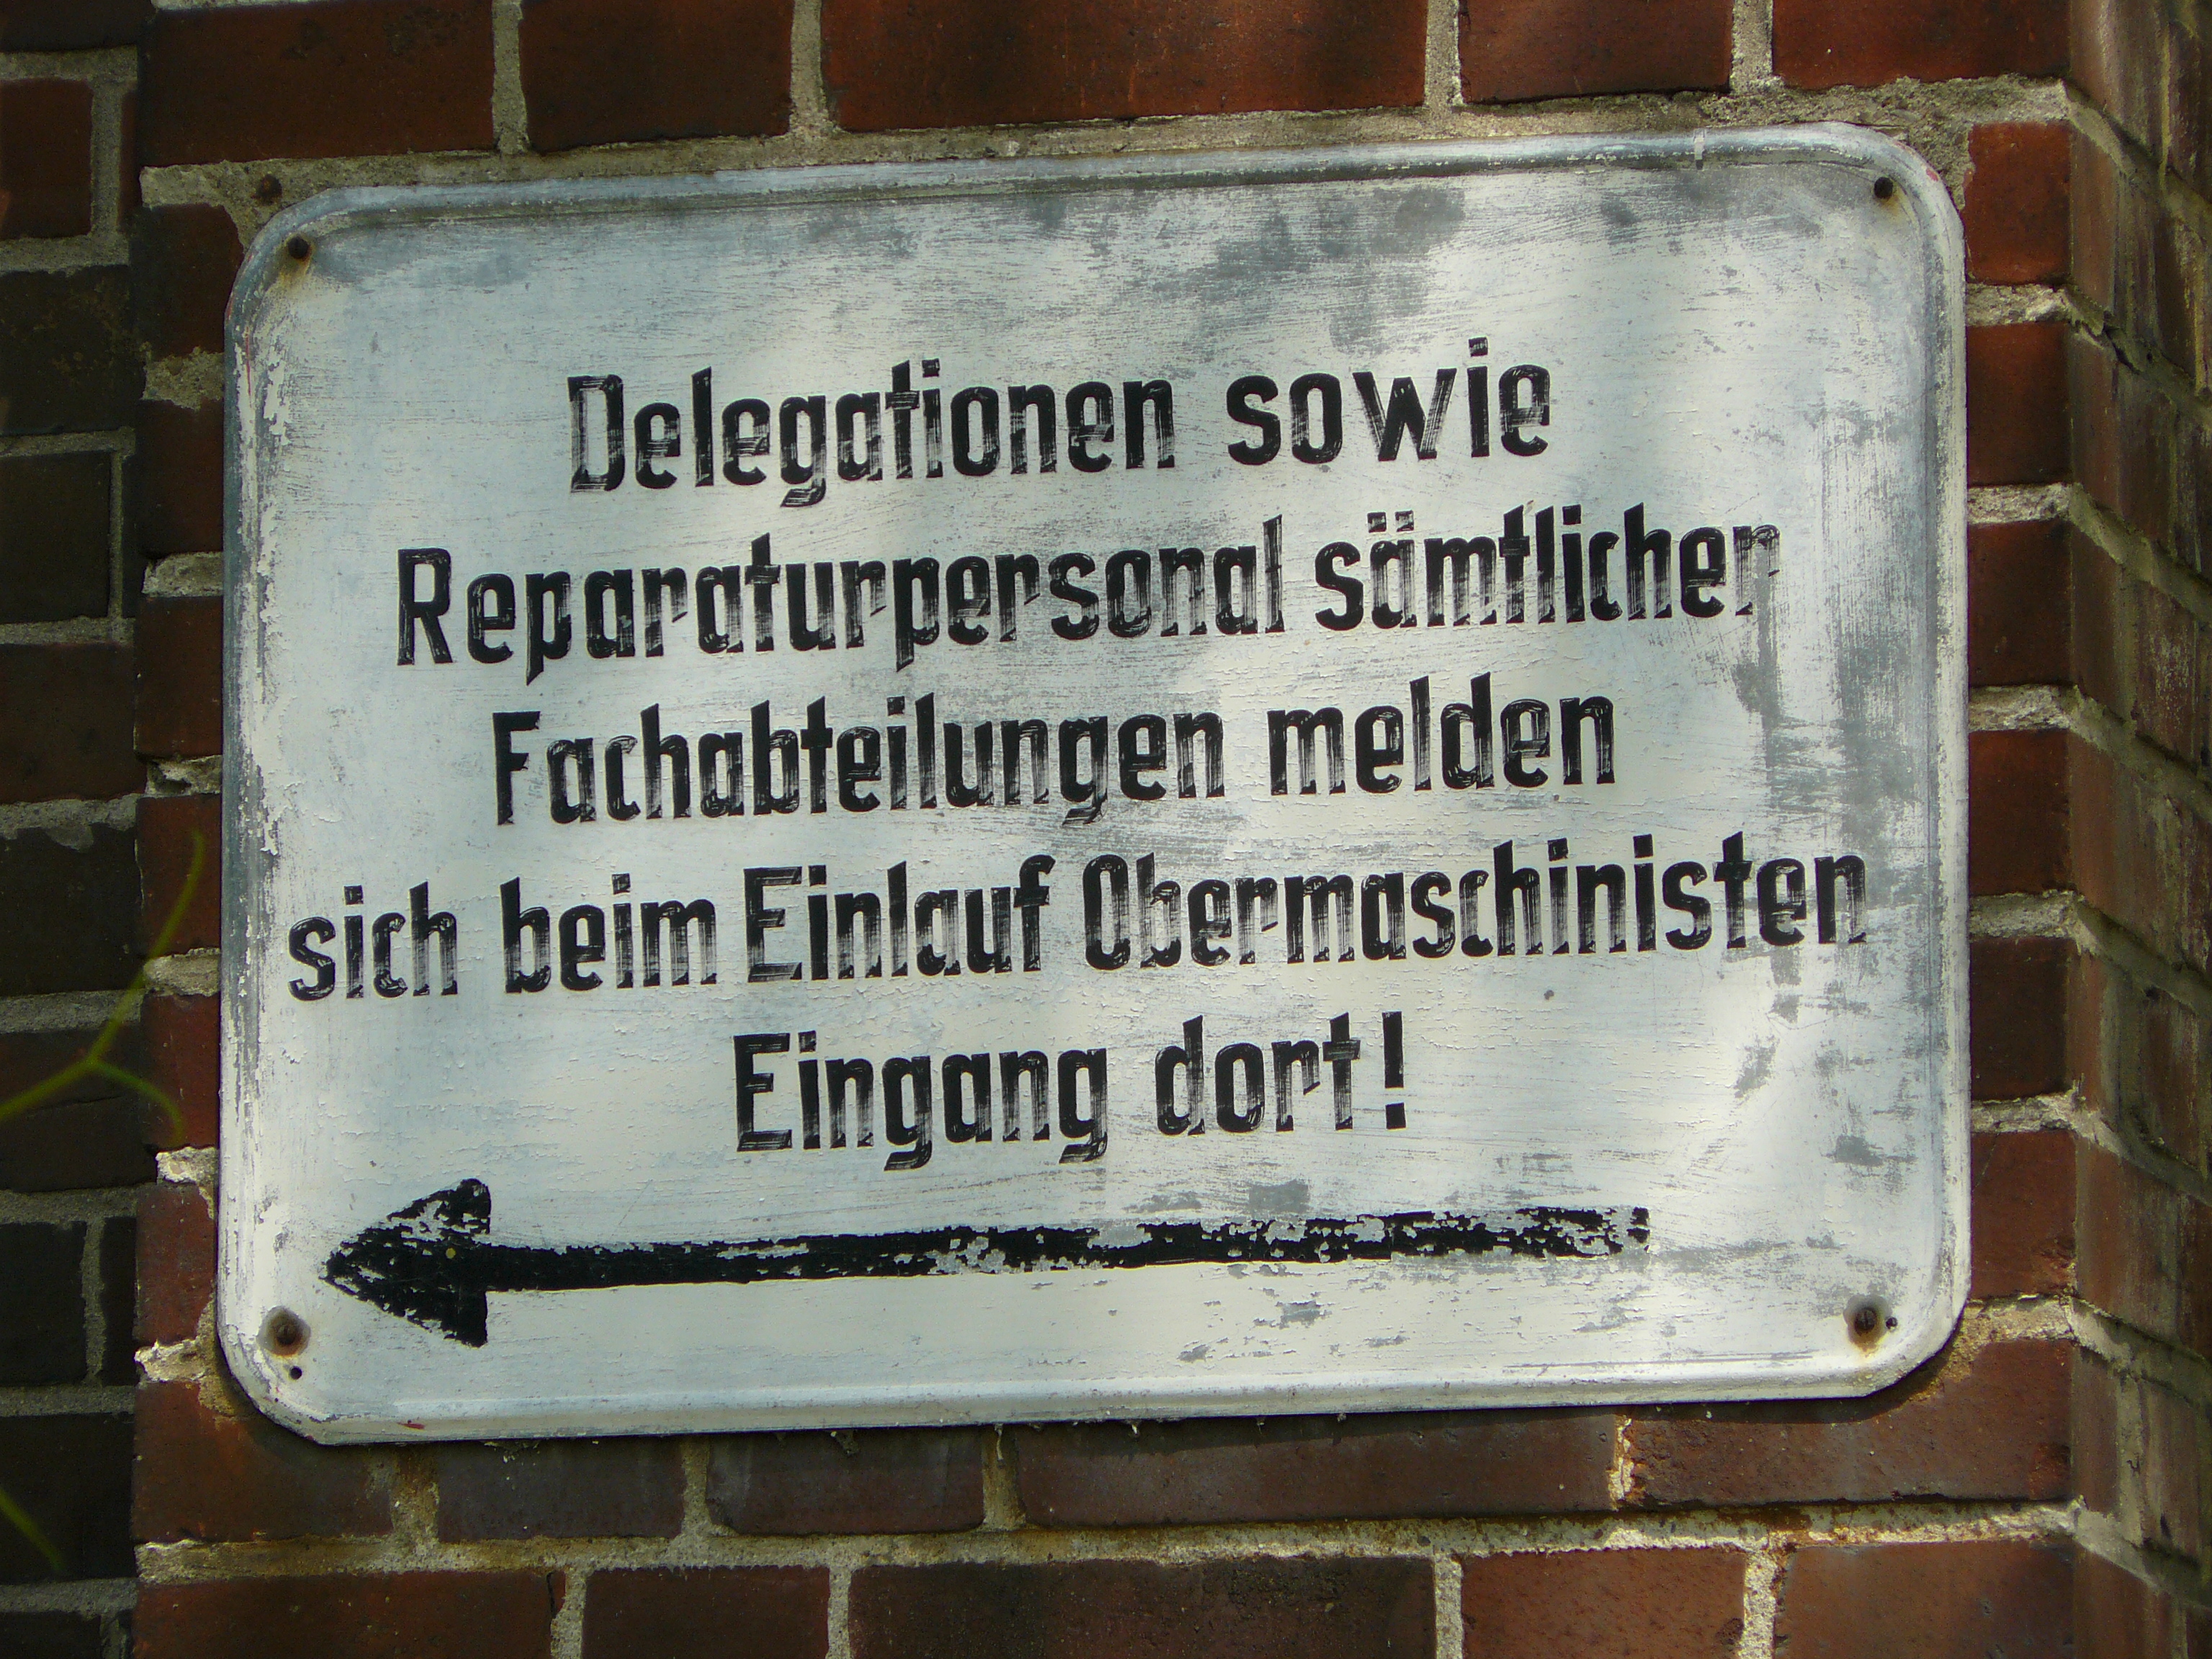 Delegationen sowie
Reparaturpersonal sämtlicher
Fachabteilungen melden
sich beim Einlauf Obermaschinisten
Eingang dort!